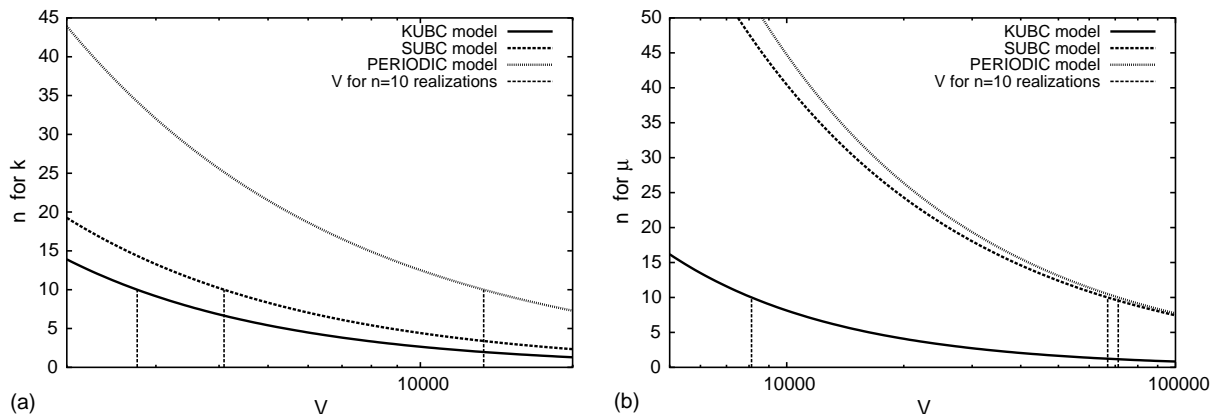 45
40
35
30
25
20
15
10
5
0
n for k
KUBC model
SUBC model
PERIODIC model
V for n=10 realizations
10000
V
(a)
50
45
40
35
30
25
20
15
10
5
0
n for μ
KUBC model
SUBC model
PERIODIC model
V for n=10 realizations
10000
100000
V
(b)